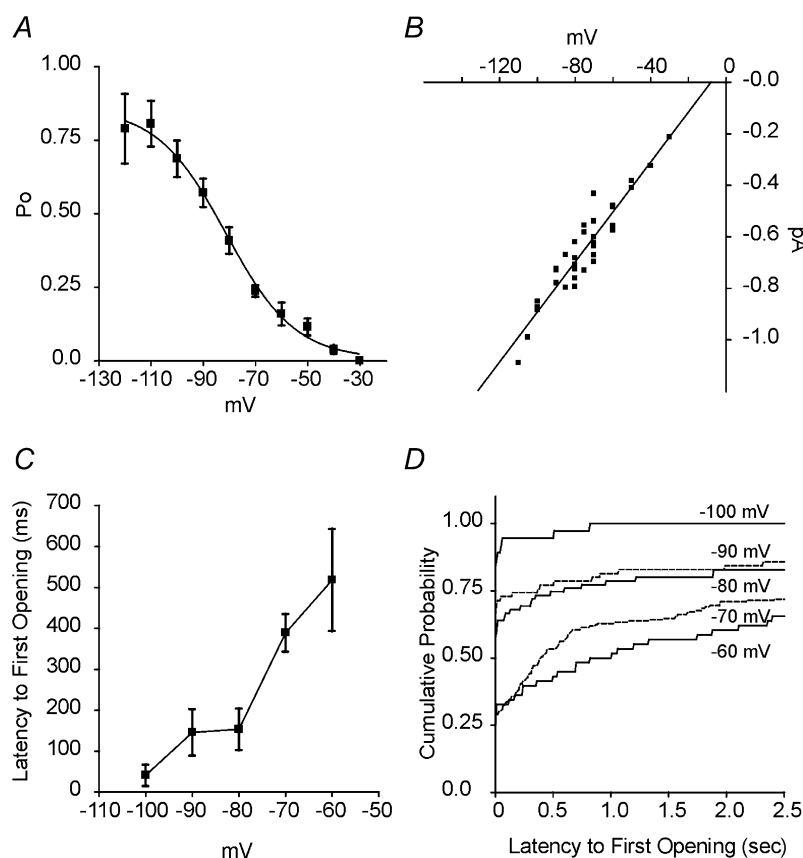 A
1.00
0.75
0.50
0.25
0.0
Po
-130 -110 -90 -70 -50 -30
mV
B
mV
-120 -80 -40 0
-0.0
-0.2
-0.4
-0.6
-0.8
-1.0
pA
C
700
600
500
400
300
200
100
0
Latency to First Opening (ms)
-110 -100 -90 -80 -70 -60 -50
mV
D
1.00
0.75
0.50
0.25
0.0
Cumulative Probability
-100 mV
-90 mV
-80 mV
-70 mV
-60 mV
0 0.5 1.0 1.5 2.0 2.5
Latency to First Opening (sec)